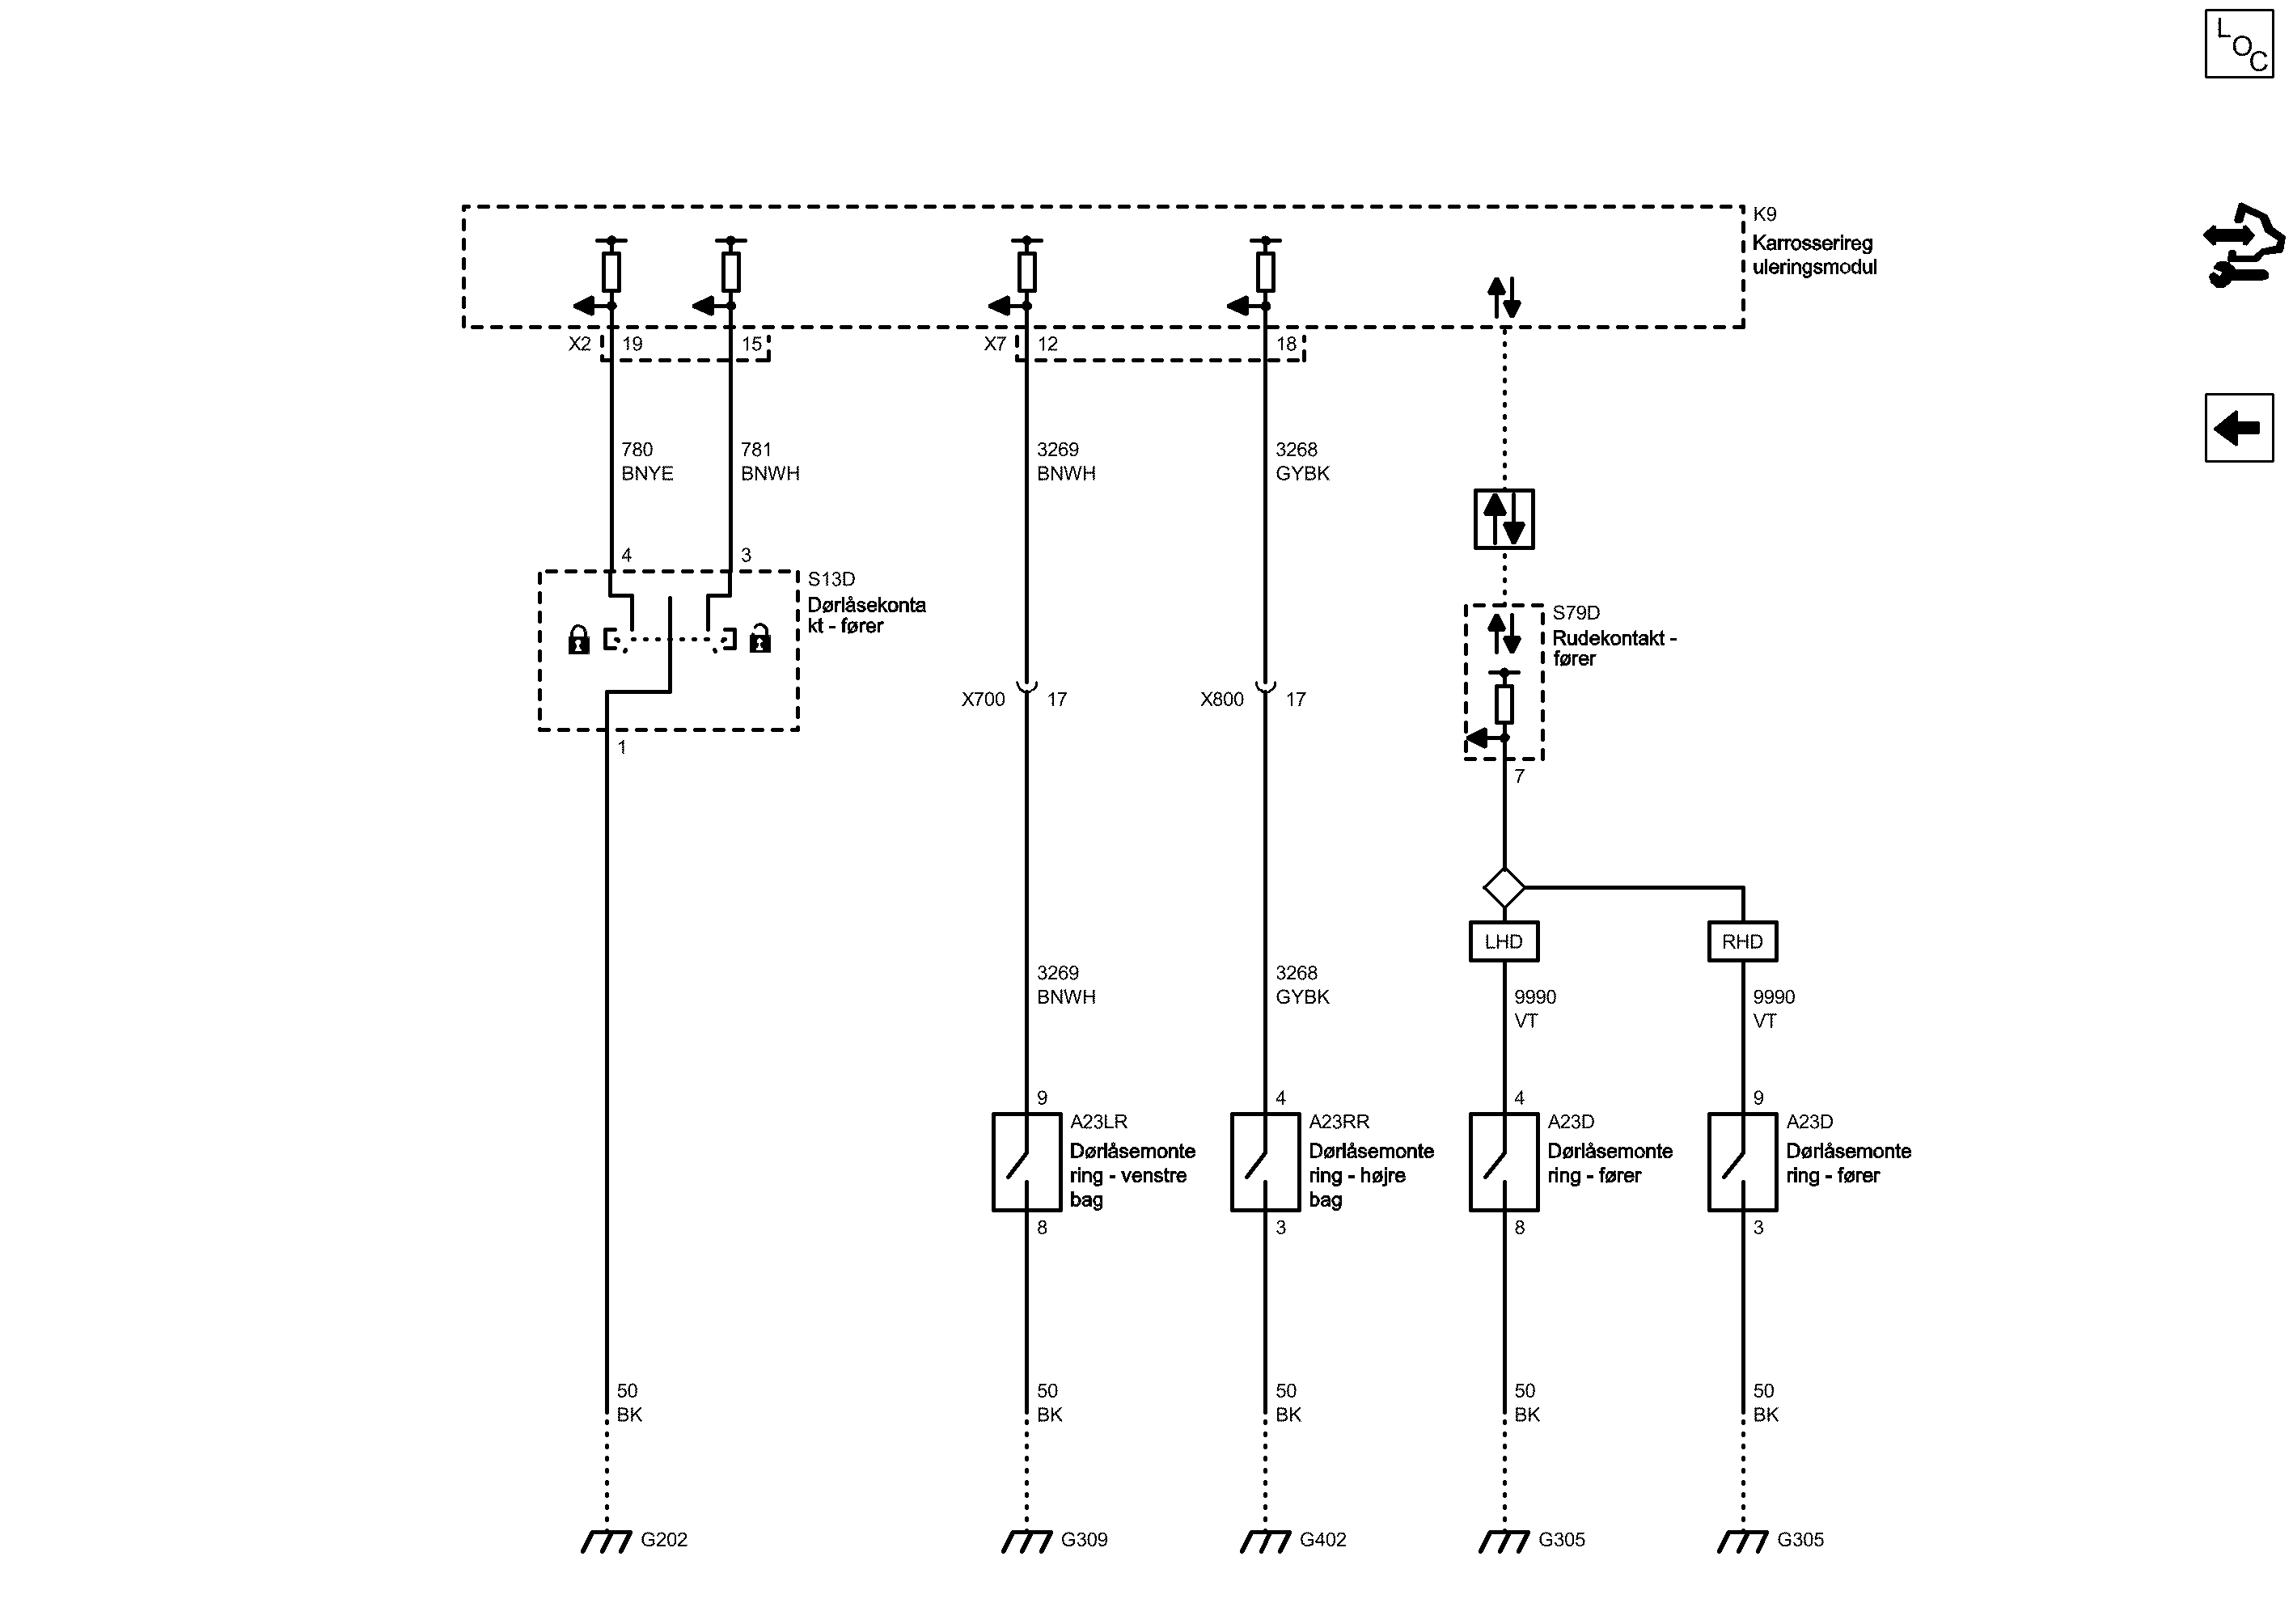 LOC
K9
Karrosserireg
uleringsmodul
X2 19 15 X7 12 18
780 781 3269 3268
BNYE BNWH BNWH GYBK
4 3
S13D
Dørlåsekonta
kt - fører
S79D
Rudekontakt -
fører
X700 17 X800 17
1
7
LHD RHD
3269 3268
BNWH GYBK
9990 9990
VT VT
9 4 4 9
A23LR
Dørlåsemonte
ring - venstre
bag
A23RR
Dørlåsemonte
ring - højre
bag
A23D
Dørlåsemonte
ring - fører
A23D
Dørlåsemonte
ring - fører
8 3 8 3
50 50 50 50 50
BK BK BK BK BK
G202 G309 G402 G305 G305